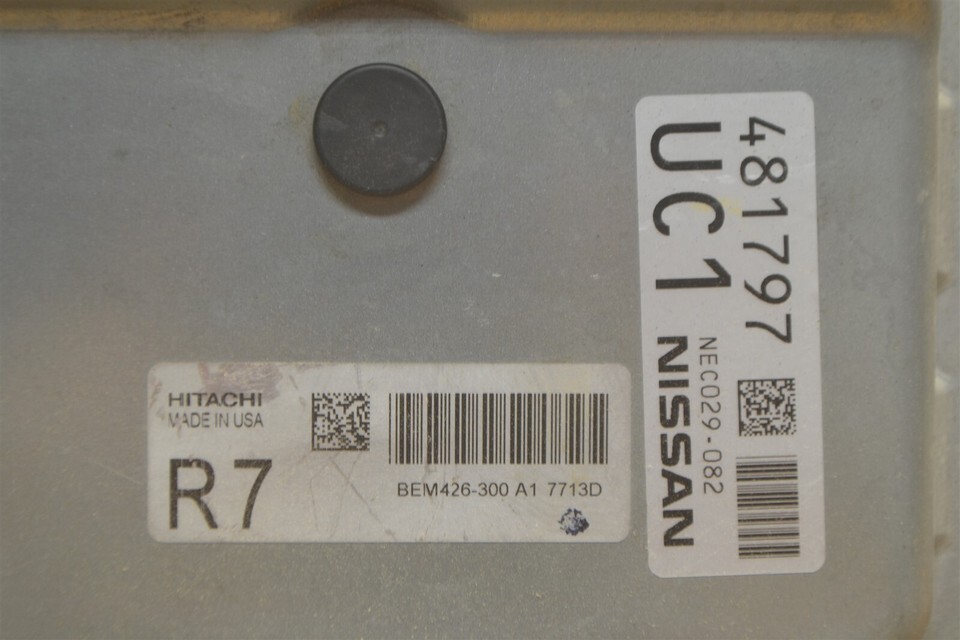 HITACHI
MADE IN USA
R7
BEM426-300 A1 7713D
481797
UC1
NEC029-082
NISSAN